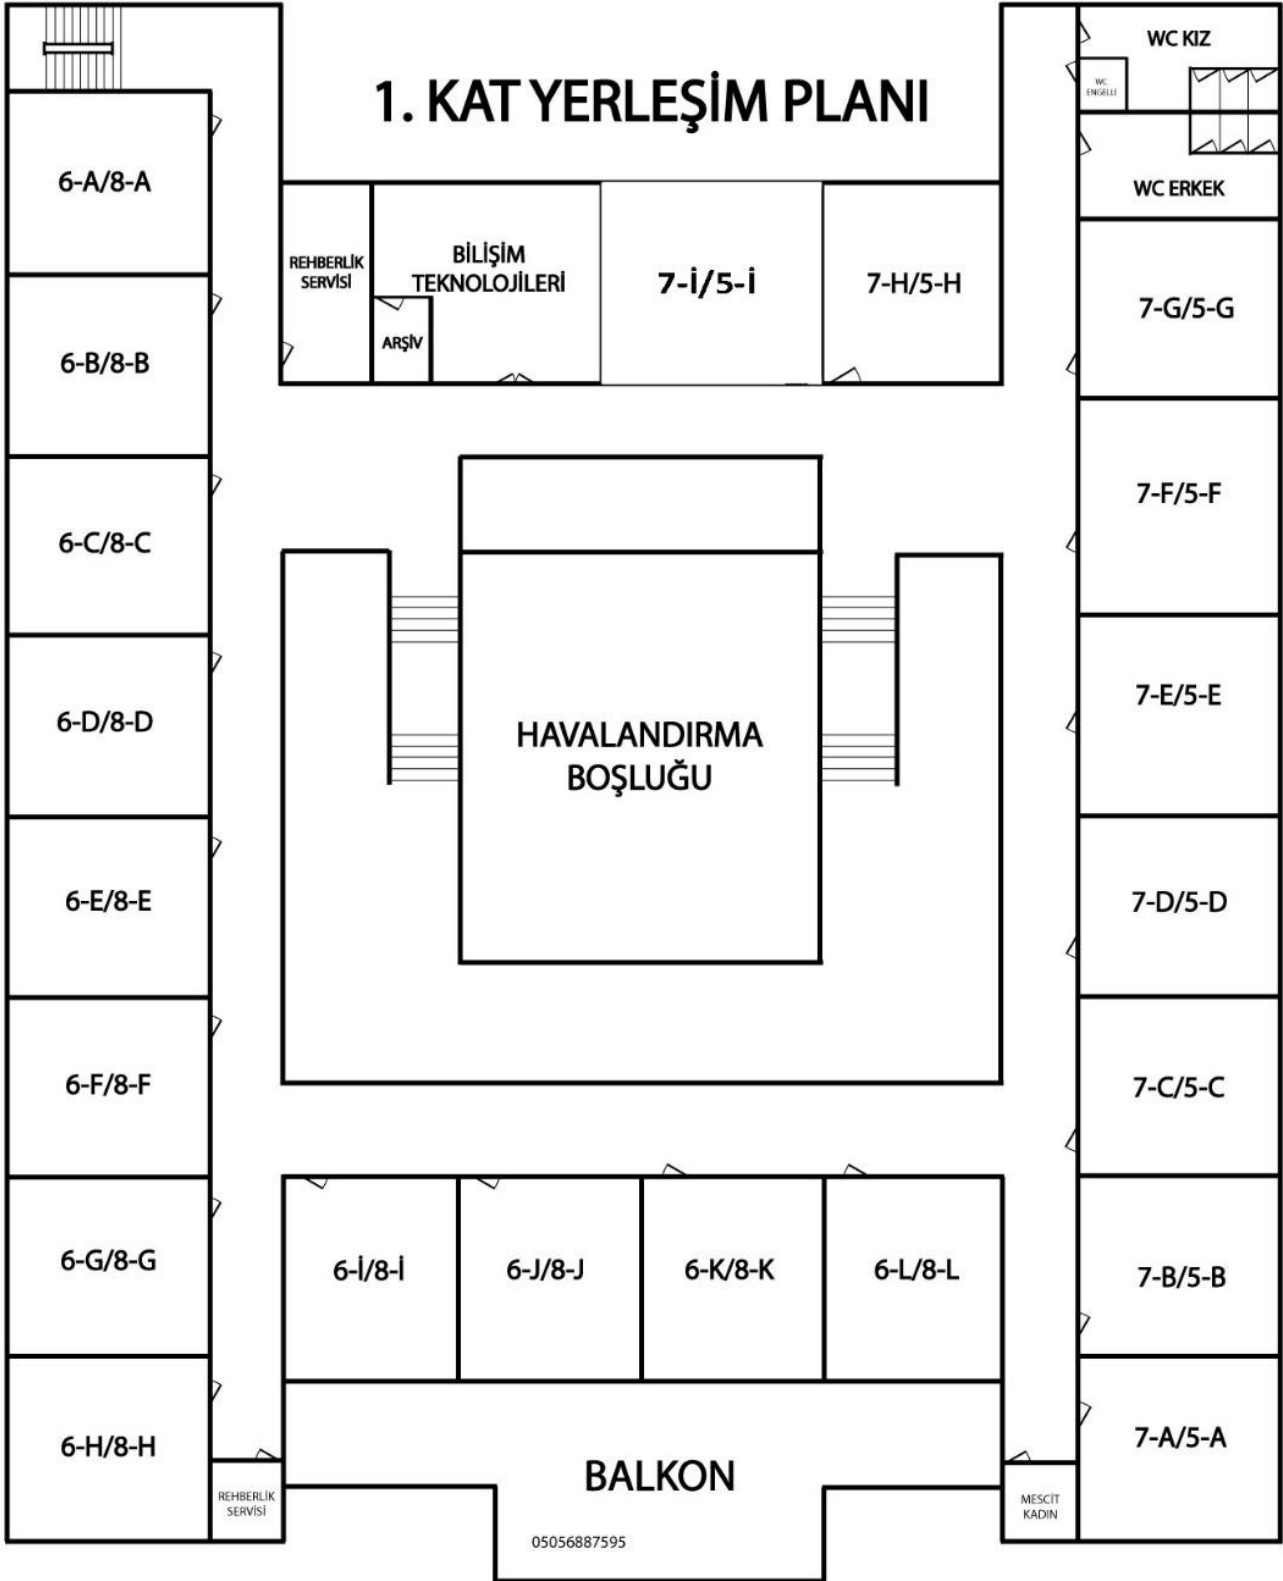 1. KAT YERLEŞİM PLANI
WC KIZ
WC
ENGELLİ
WC ERKEK
6-A/8-A
REHBERLİK
SERVİSİ
BİLİŞİM
TEKNOLOJİLERİ
ARŞİV
7-İ/5-İ
7-H/5-H
7-G/5-G
6-B/8-B
6-C/8-C
7-F/5-F
6-D/8-D
HAVALANDIRMA
BOŞLUĞU
7-E/5-E
6-E/8-E
7-D/5-D
6-F/8-F
7-C/5-C
6-G/8-G
6-İ/8-İ
6-J/8-J
6-K/8-K
6-L/8-L
7-B/5-B
6-H/8-H
REHBERLİK
SERVİSİ
BALKON
05056887595
MESCİT
KADIN
7-A/5-A